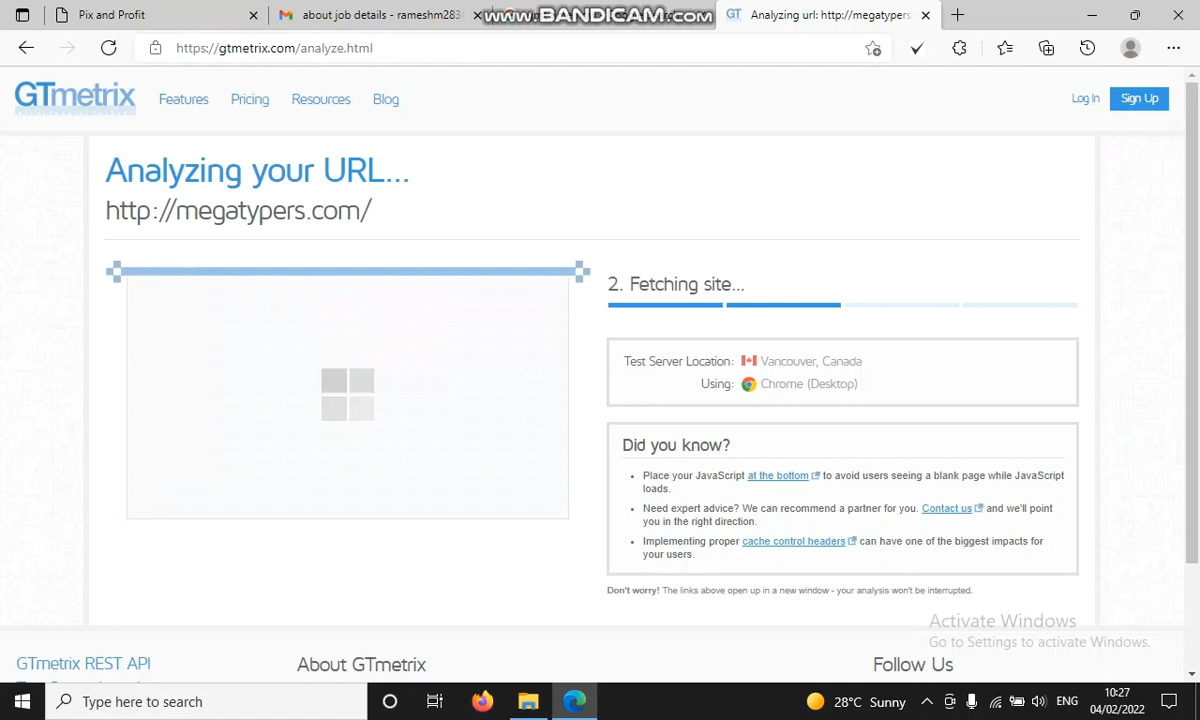 Pix and Profit
about job details - rameshm283
www.BANDICAM.com
Analyzing url: http://megatypers.
https://gtmetrix.com/analyze.html
GTmetrix
Features
Pricing
Resources
Blog
Log In
Sign Up
Analyzing your URL...
http://megatypers.com/
2. Fetching site...
Test Server Location: Vancouver, Canada
Using: Chrome (Desktop)
Did you know?
• Place your JavaScript at the bottom to avoid users seeing a blank page while JavaScript
loads.
• Need expert advice? We can recommend a partner for you. Contact us and we'll point
you in the right direction.
• Implementing proper cache control headers can have one of the biggest impacts for
your users.
Don't worry! The links above open up in a new window - your analysis won't be interrupted.
Activate Windows
Go to Settings to activate Windows.
GTmetrix REST API
About GTmetrix
Follow Us
Type here to search
28°C Sunny
ENG
10:27
04/02/2022